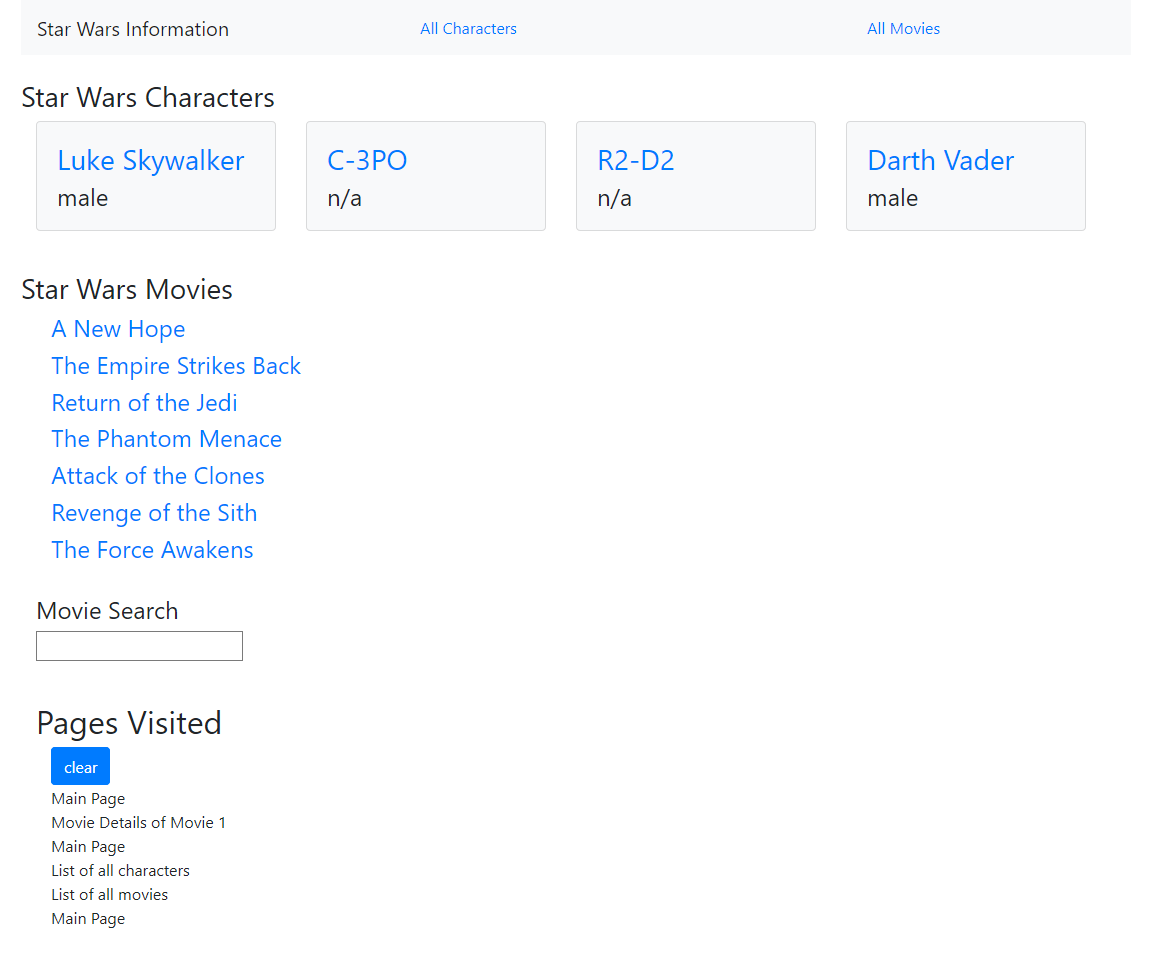 Star Wars Information All Characters All Movies
Star Wars Characters
Luke Skywalker C-3PO R2-D2 Darth Vader
male n/a n/a male
Star Wars Movies
A New Hope
The Empire Strikes Back
Return of the Jedi
The Phantom Menace
Attack of the Clones
Revenge of the Sith
The Force Awakens
Movie Search
Pages Visited
clear
Main Page
Movie Details of Movie 1
Main Page
List of all characters
List of all movies
Main Page